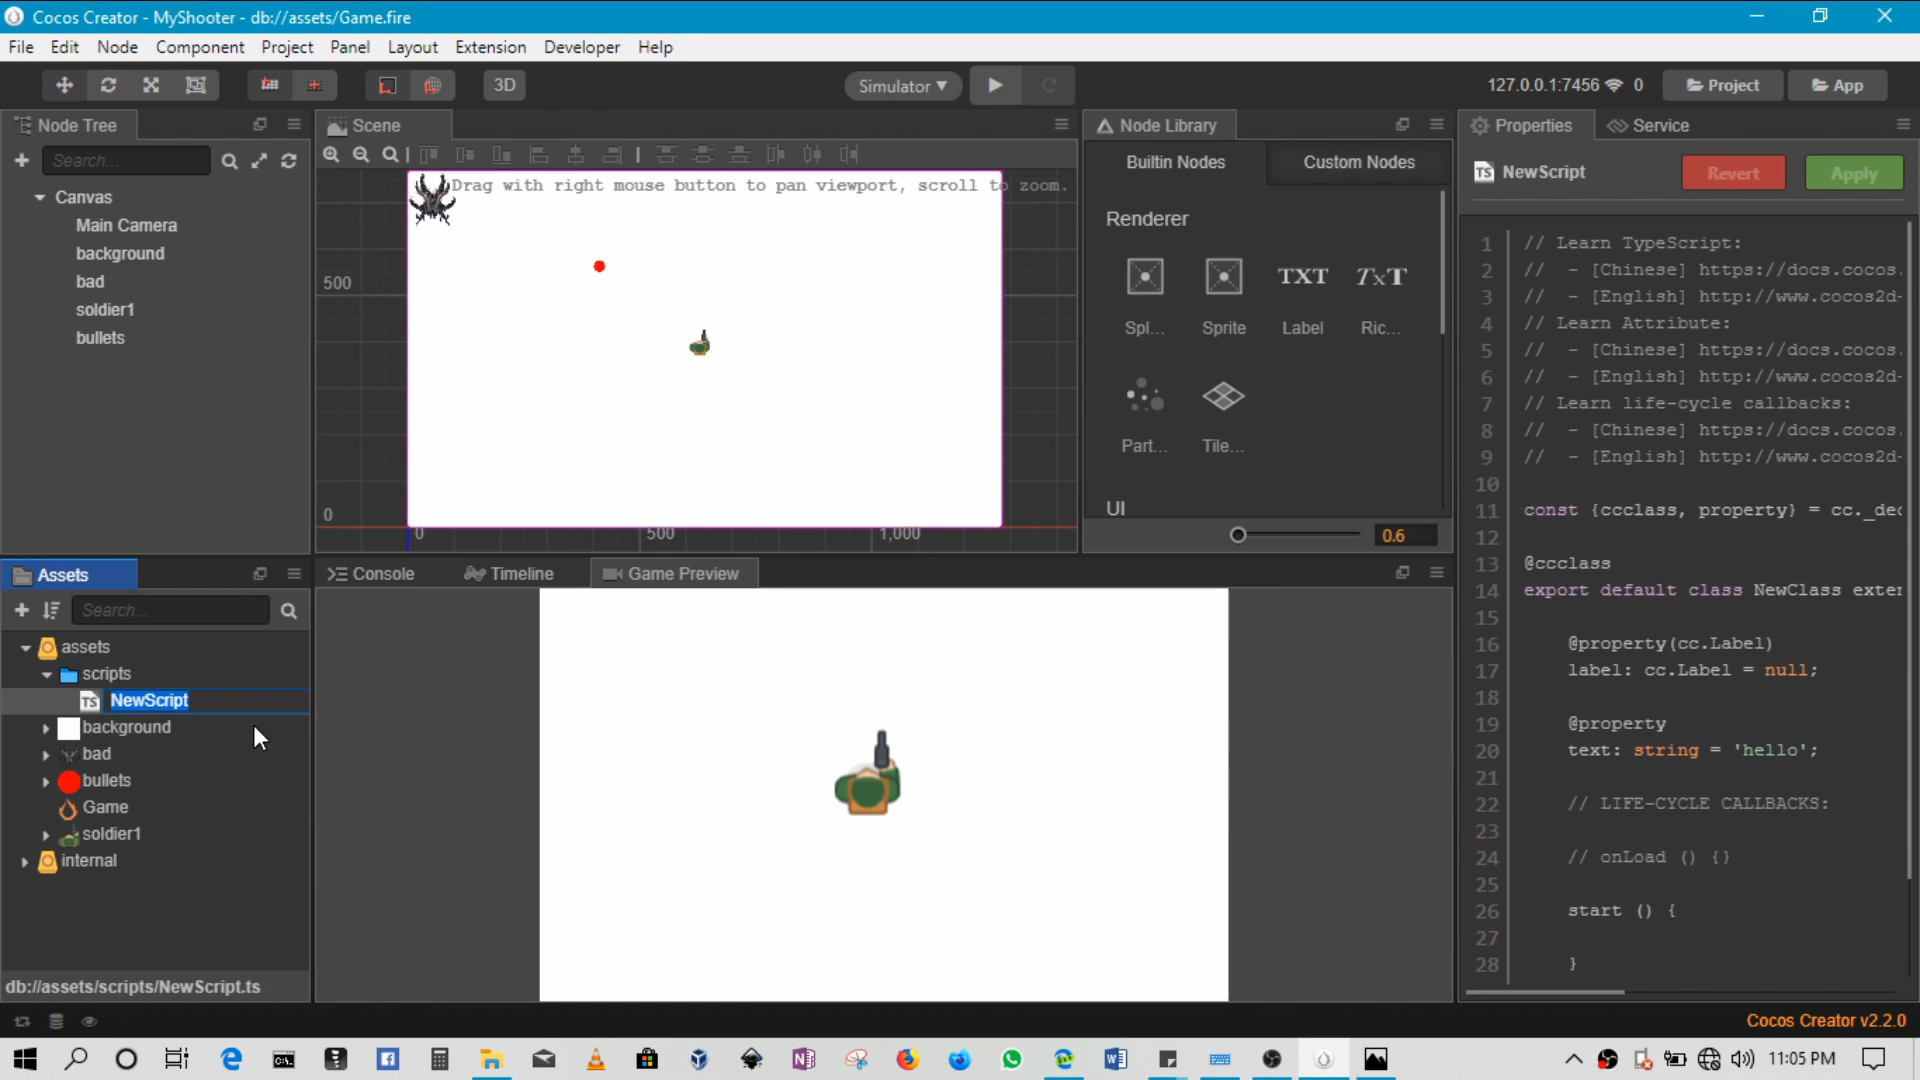 Cocos Creator - MyShooter - db://assets/Game.fire
File Edit Node Component Project Panel Layout Extension Developer Help
3D
Simulator
127.0.0.1:7456 0
Project
App
Node Tree
Search...
Canvas
Main Camera
background
bad
soldier1
bullets
Scene
Drag with right mouse button to pan viewport, scroll to zoom.
500
0
0 500 1,000
Node Library
Builtin Nodes Custom Nodes
Renderer
TXT TxT
Spl... Sprite Label Ric...
Part... Tile...
UI
0.6
Properties Service
TS NewScript
Revert Apply
1 // Learn TypeScript:
2 // - [Chinese] https://docs.cocos.
3 // - [English] http://www.cocos2d-
4 // Learn Attribute:
5 // - [Chinese] https://docs.cocos.
6 // - [English] http://www.cocos2d-
7 // Learn life-cycle callbacks:
8 // - [Chinese] https://docs.cocos.
9 // - [English] http://www.cocos2d-
10
11 const {ccclass, property} = cc._dec
12
13 @ccclass
14 export default class NewClass exter
15
16 @property(cc.Label)
17 label: cc.Label = null;
18
19 @property
20 text: string = 'hello';
21
22 // LIFE-CYCLE CALLBACKS:
23
24 // onLoad () {}
25
26 start () {
27
28 }
Assets
Search...
assets
scripts
TS NewScript
background
bad
bullets
Game
soldier1
internal
db://assets/scripts/NewScript.ts
Console Timeline Game Preview
Cocos Creator v2.2.0
11:05 PM